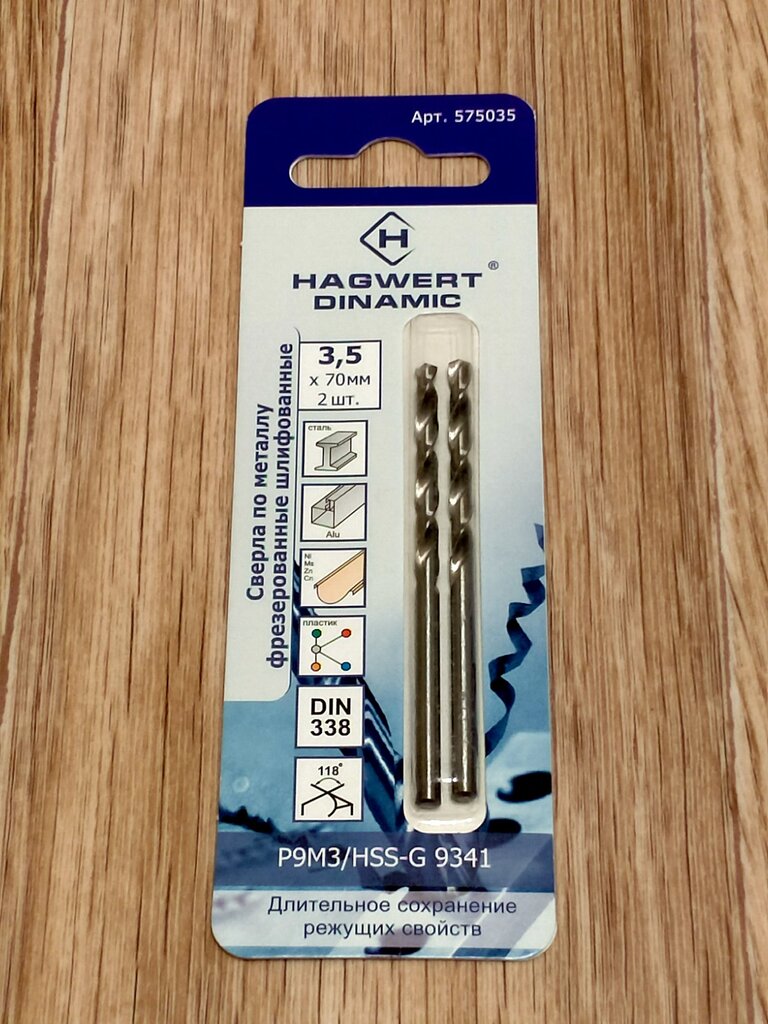 Арт. 575035
H
HAGWERT®
DINAMIC
Сверла по металлу
фрезерованные шлифованные
3,5
х 70мм
2 шт.
сталь
Alu
Ni
Ms
Zn
пластик
DIN
338
118°
Р9М3/HSS-G 9341
Длительное сохранение
режущих свойств